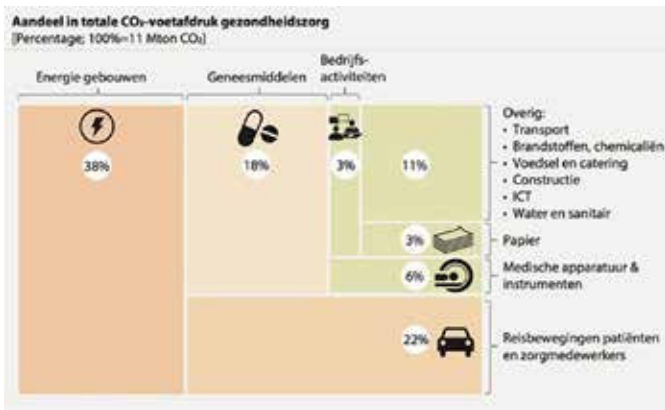 Aandeel in totale CO₂-voetafdruk gezondheidszorg
[Percentage; 100%=11 Mton CO₂]
Energie gebouwen
Geneesmiddelen
Bedrijfs-
activiteiten
38%
18%
3%
11%
Overig:
• Transport
• Brandstoffen, chemicaliën
• Voedsel en catering
• Constructie
• ICT
• Water en sanitair
3%
Papier
6%
Medische apparatuur &
instrumenten
22%
Reisbewegingen patiënten
en zorgmedewerkers